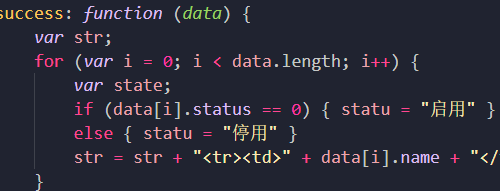 success: function (data) {
var str;
for (var i = 0; i < data.length; i++) {
var state;
if (data[i].status == 0) { statu = "启用" }
else { statu = "停用" }
str = str + "<tr><td>" + data[i].name + "</
}